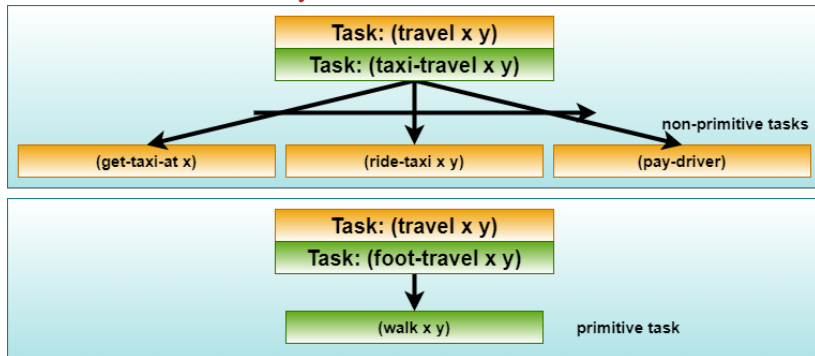 Task: (travel x y)
Task: (taxi-travel x y)
non-primitive tasks
(get-taxi-at x)
(ride-taxi x y)
(pay-driver)
Task: (travel x y)
Task: (foot-travel x y)
(walk x y)
primitive task